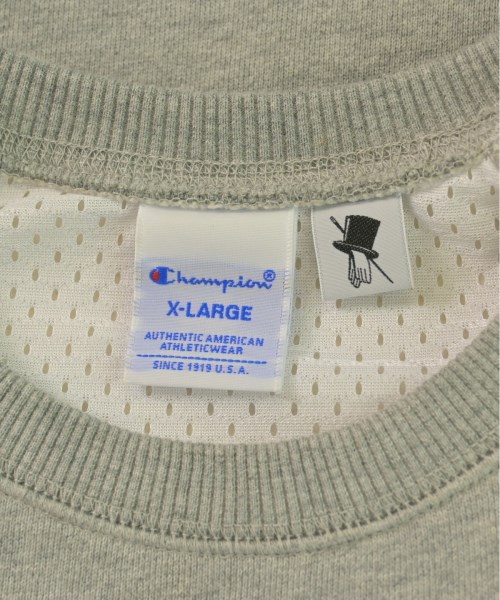 Champion®
X-LARGE
AUTHENTIC AMERICAN
ATHLETICWEAR
SINCE 1919 U.S.A.